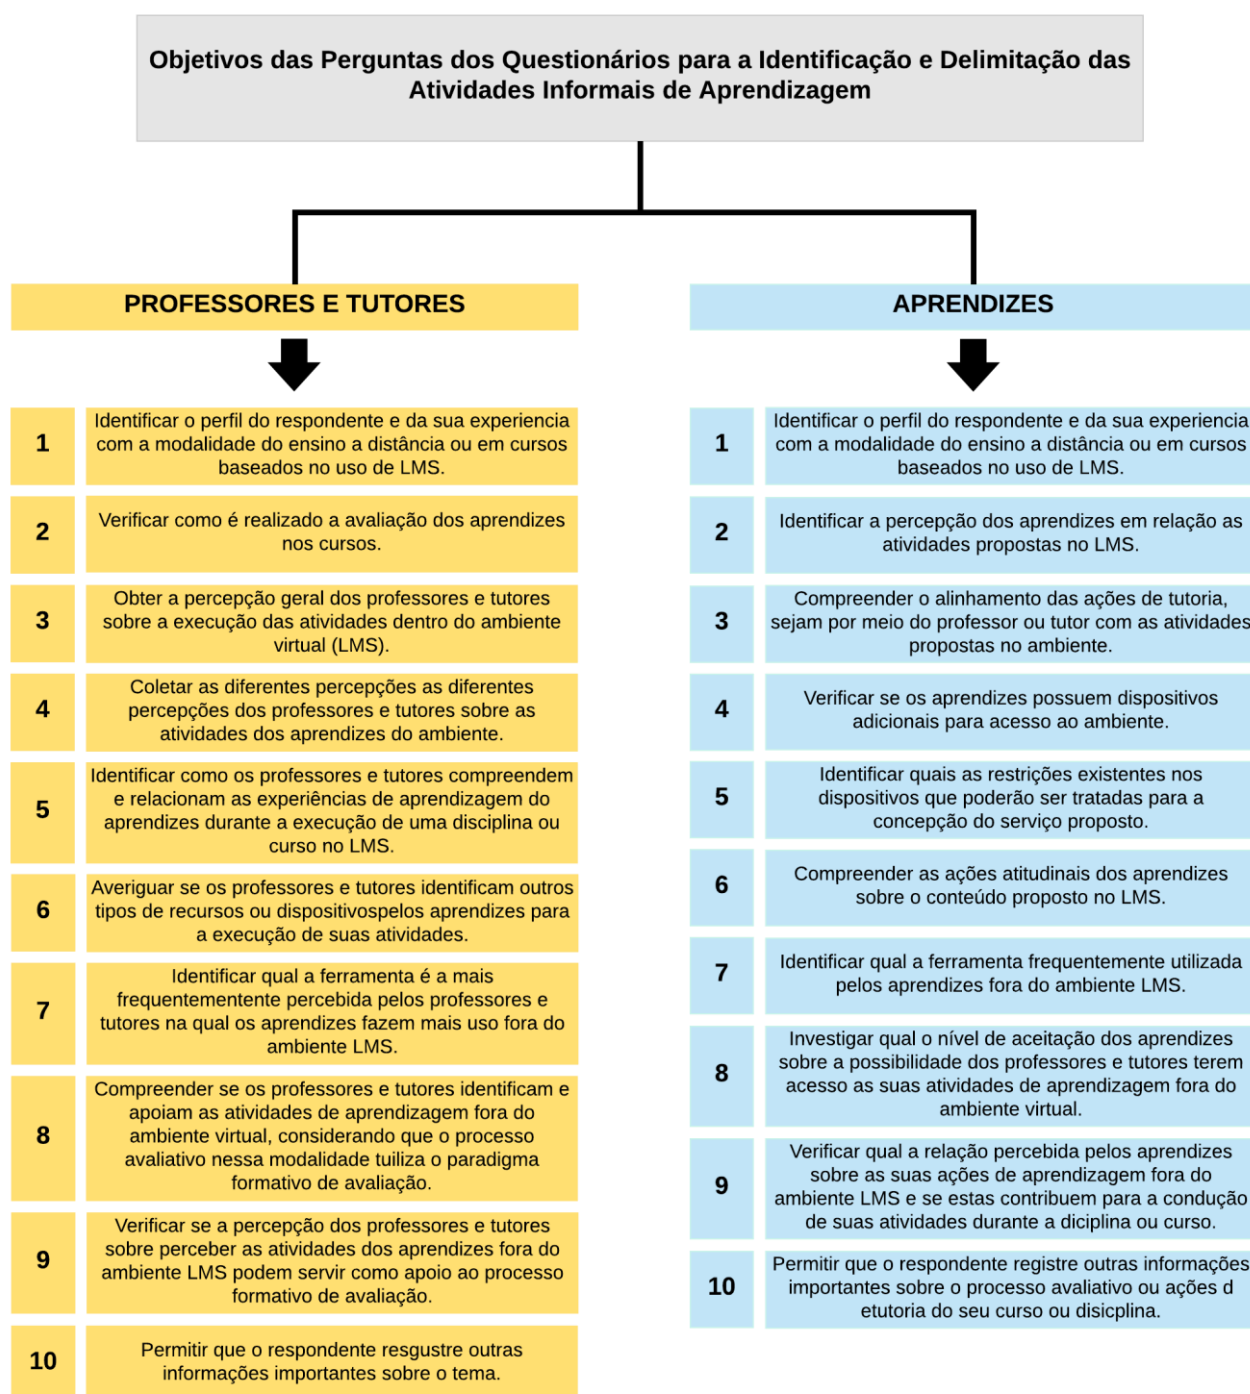 Objetivos das Perguntas dos Questionários para a Identificação e Delimitação das
Atividades Informais de Aprendizagem
PROFESSORES E TUTORES
1
Identificar o perfil do respondente e da sua experiencia
com a modalidade do ensino a distância ou em cursos
baseados no uso de LMS.
2
Verificar como é realizado a avaliação dos aprendizes
nos cursos.
3
Obter a percepção geral dos professores e tutores
sobre a execução das atividades dentro do ambiente
virtual (LMS).
4
Coletar as diferentes percepções as diferentes
percepções dos professores e tutores sobre as
atividades dos aprendizes do ambiente.
5
Identificar como os professores e tutores compreendem
e relacionam as experiências de aprendizagem do
aprendizes durante a execução de uma disciplina ou
curso no LMS.
6
Averiguar se os professores e tutores identificam outros
tipos de recursos ou dispositivospelos aprendizes para
a execução de suas atividades.
7
Identificar qual a ferramenta é a mais
frequentementente percebida pelos professores e
tutores na qual os aprendizes fazem mais uso fora do
ambiente LMS.
8
Compreender se os professores e tutores identificam e
apoiam as atividades de aprendizagem fora do
ambiente virtual, considerando que o processo
avaliativo nessa modalidade tuiliza o paradigma
formativo de avaliação.
9
Verificar se a percepção dos professores e tutores
sobre perceber as atividades dos aprendizes fora do
ambiente LMS podem servir como apoio ao processo
formativo de avaliação.
10
Permitir que o respondente resgustre outras
informações importantes sobre o tema.
APRENDIZES
1
Identificar o perfil do respondente e da sua experiencia
com a modalidade do ensino a distância ou em cursos
baseados no uso de LMS.
2
Identificar a percepção dos aprendizes em relação as
atividades propostas no LMS.
3
Compreender o alinhamento das ações de tutoria,
sejam por meio do professor ou tutor com as atividades
propostas no ambiente.
4
Verificar se os aprendizes possuem dispositivos
adicionais para acesso ao ambiente.
5
Identificar quais as restrições existentes nos
dispositivos que poderão ser tratadas para a
concepção do serviço proposto.
6
Compreender as ações atitudinais dos aprendizes
sobre o conteúdo proposto no LMS.
7
Identificar qual a ferramenta frequentemente utilizada
pelos aprendizes fora do ambiente LMS.
8
Investigar qual o nível de aceitação dos aprendizes
sobre a possibilidade dos professores e tutores terem
acesso as suas atividades de aprendizagem fora do
ambiente virtual.
9
Verificar qual a relação percebida pelos aprendizes
sobre as suas ações de aprendizagem fora do
ambiente LMS e se estas contribuem para a condução
de suas atividades durante a diciplina ou curso.
10
Permitir que o respondente registre outras informações
importantes sobre o processo avaliativo ou ações d
etutoria do seu curso ou disicplina.